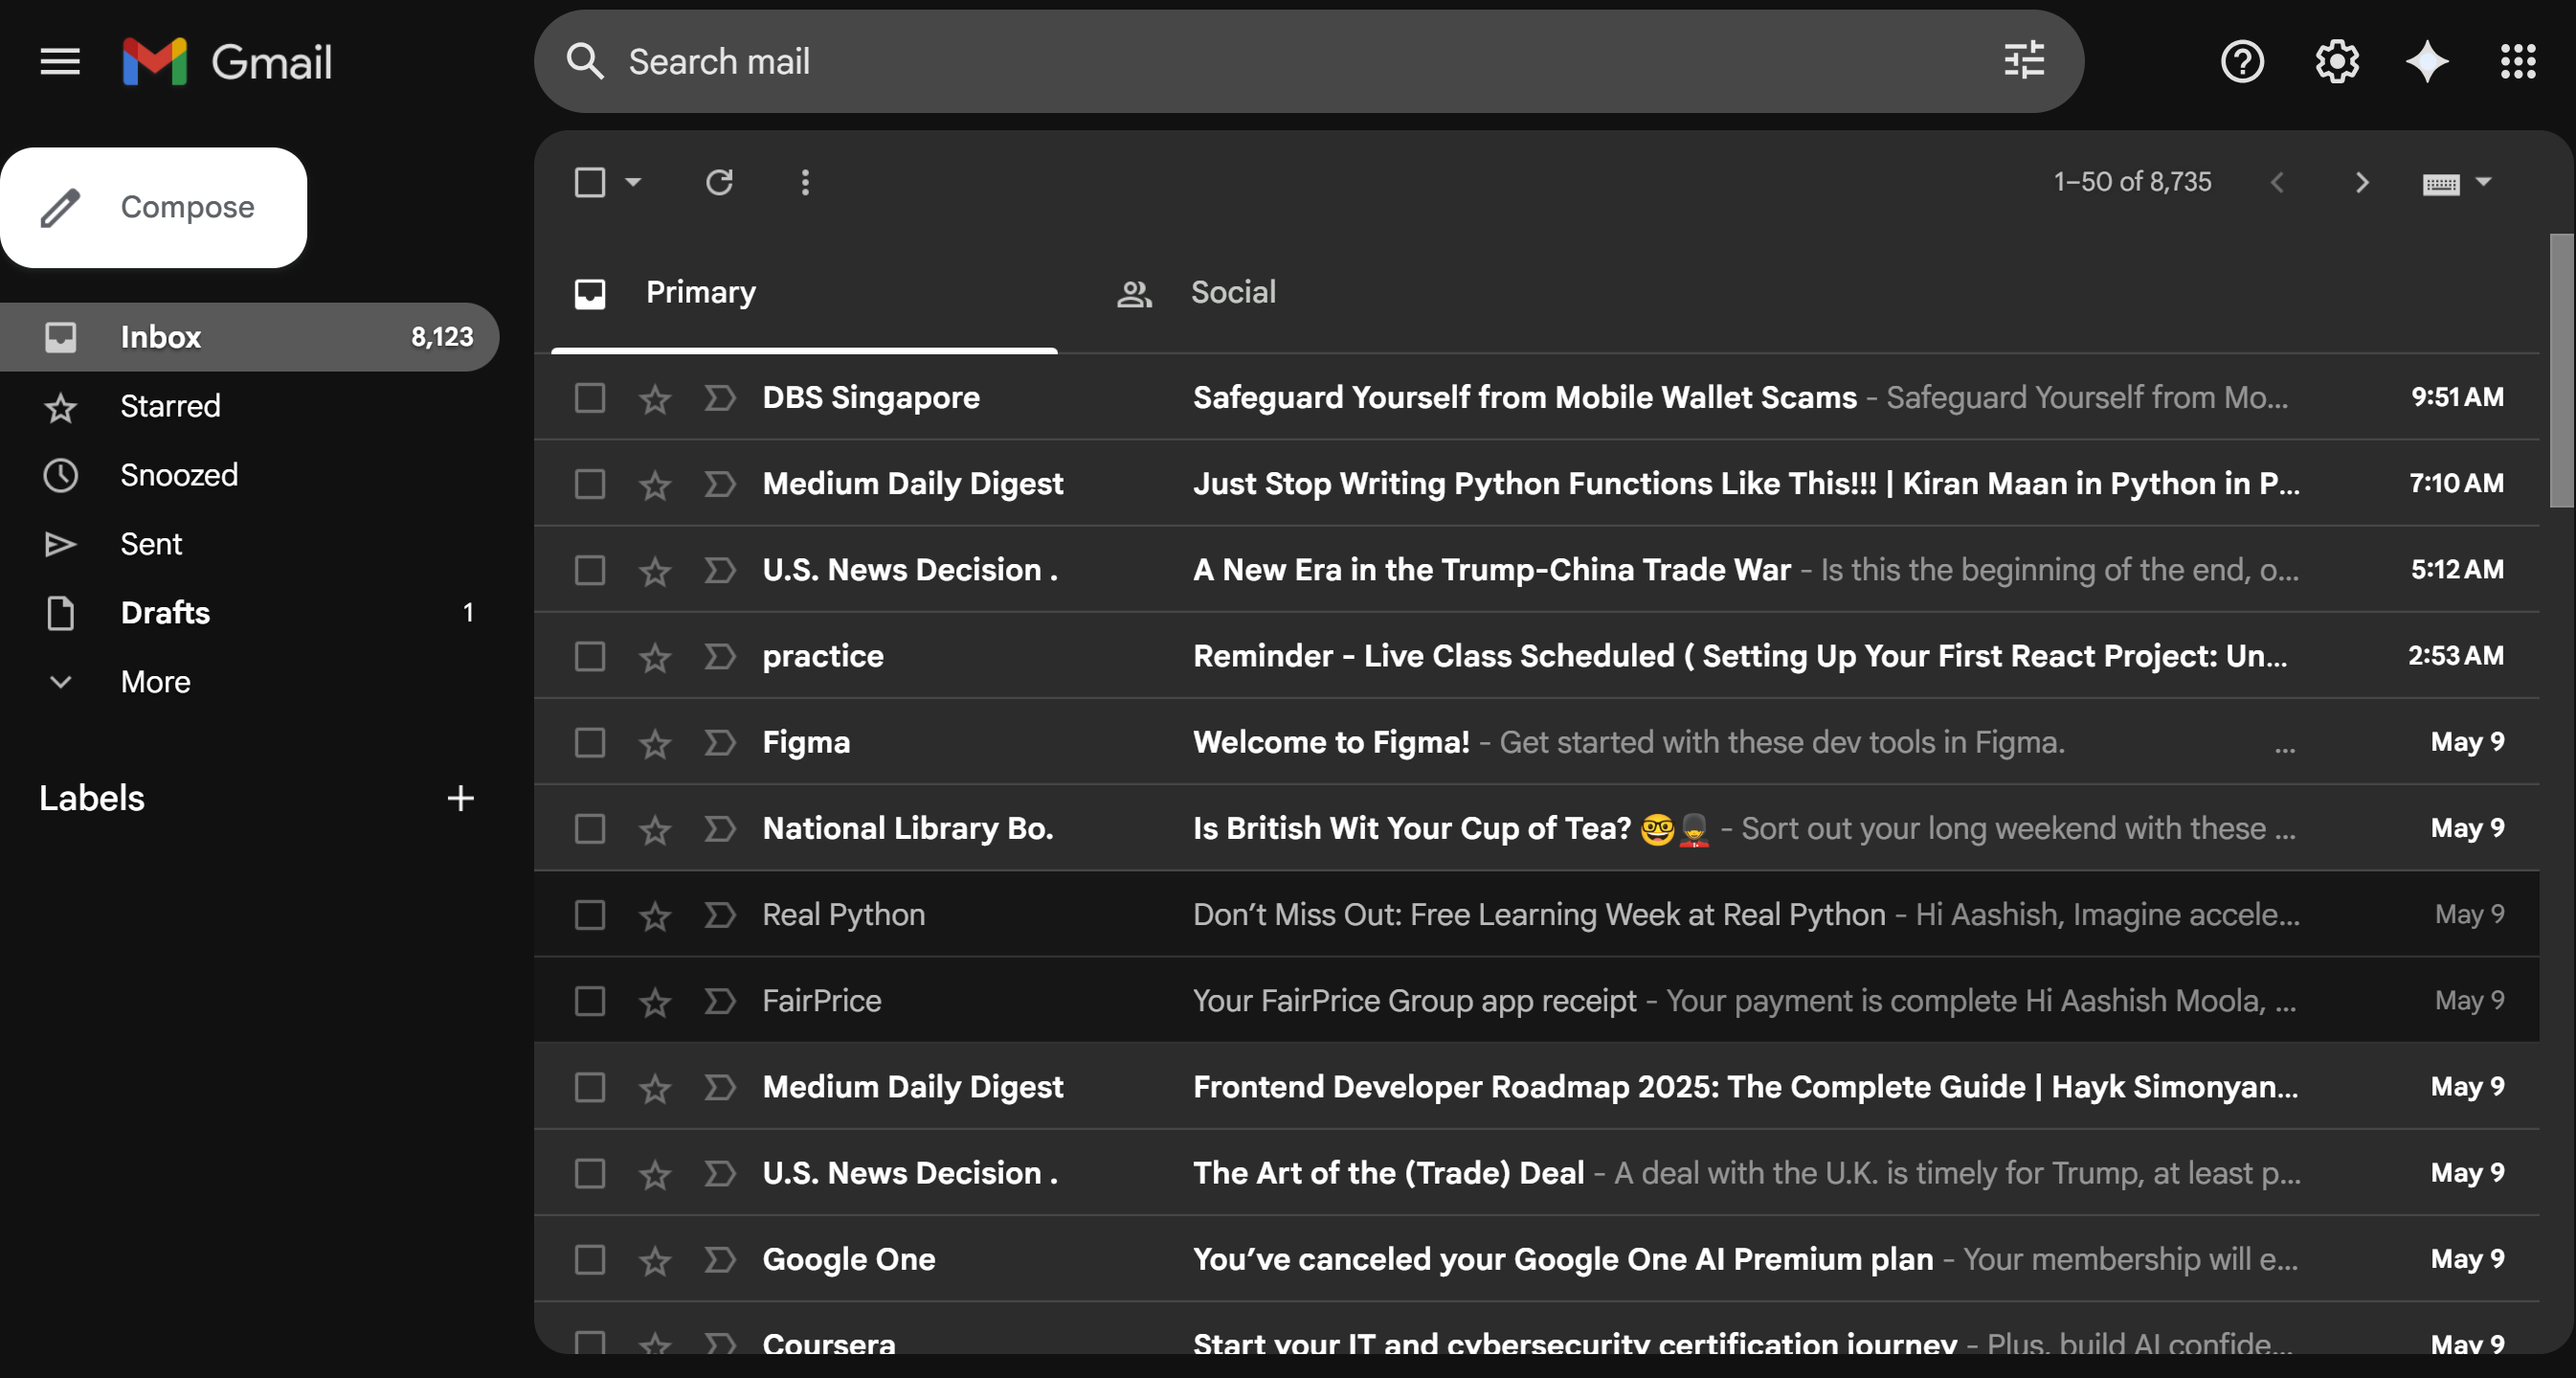 Gmail
Search mail
Compose
Inbox 8,123
Starred
Snoozed
Sent
Drafts 1
More
Labels
1–50 of 8,735
Primary Social
DBS Singapore Safeguard Yourself from Mobile Wallet Scams - Safeguard Yourself from Mo... 9:51 AM
Medium Daily Digest Just Stop Writing Python Functions Like This!!! | Kiran Maan in Python in P... 7:10 AM
U.S. News Decision . A New Era in the Trump-China Trade War - Is this the beginning of the end, o... 5:12 AM
practice Reminder - Live Class Scheduled ( Setting Up Your First React Project: Un... 2:53 AM
Figma Welcome to Figma! - Get started with these dev tools in Figma. ... May 9
National Library Bo. Is British Wit Your Cup of Tea? 🤓💂 - Sort out your long weekend with these ... May 9
Real Python Don’t Miss Out: Free Learning Week at Real Python - Hi Aashish, Imagine accele... May 9
FairPrice Your FairPrice Group app receipt - Your payment is complete Hi Aashish Moola, ... May 9
Medium Daily Digest Frontend Developer Roadmap 2025: The Complete Guide | Hayk Simonyan... May 9
U.S. News Decision . The Art of the (Trade) Deal - A deal with the U.K. is timely for Trump, at least p... May 9
Google One You’ve canceled your Google One AI Premium plan - Your membership will e... May 9
Coursera Start your IT and cybersecurity certification journey - Plus, build AI confide... May 9